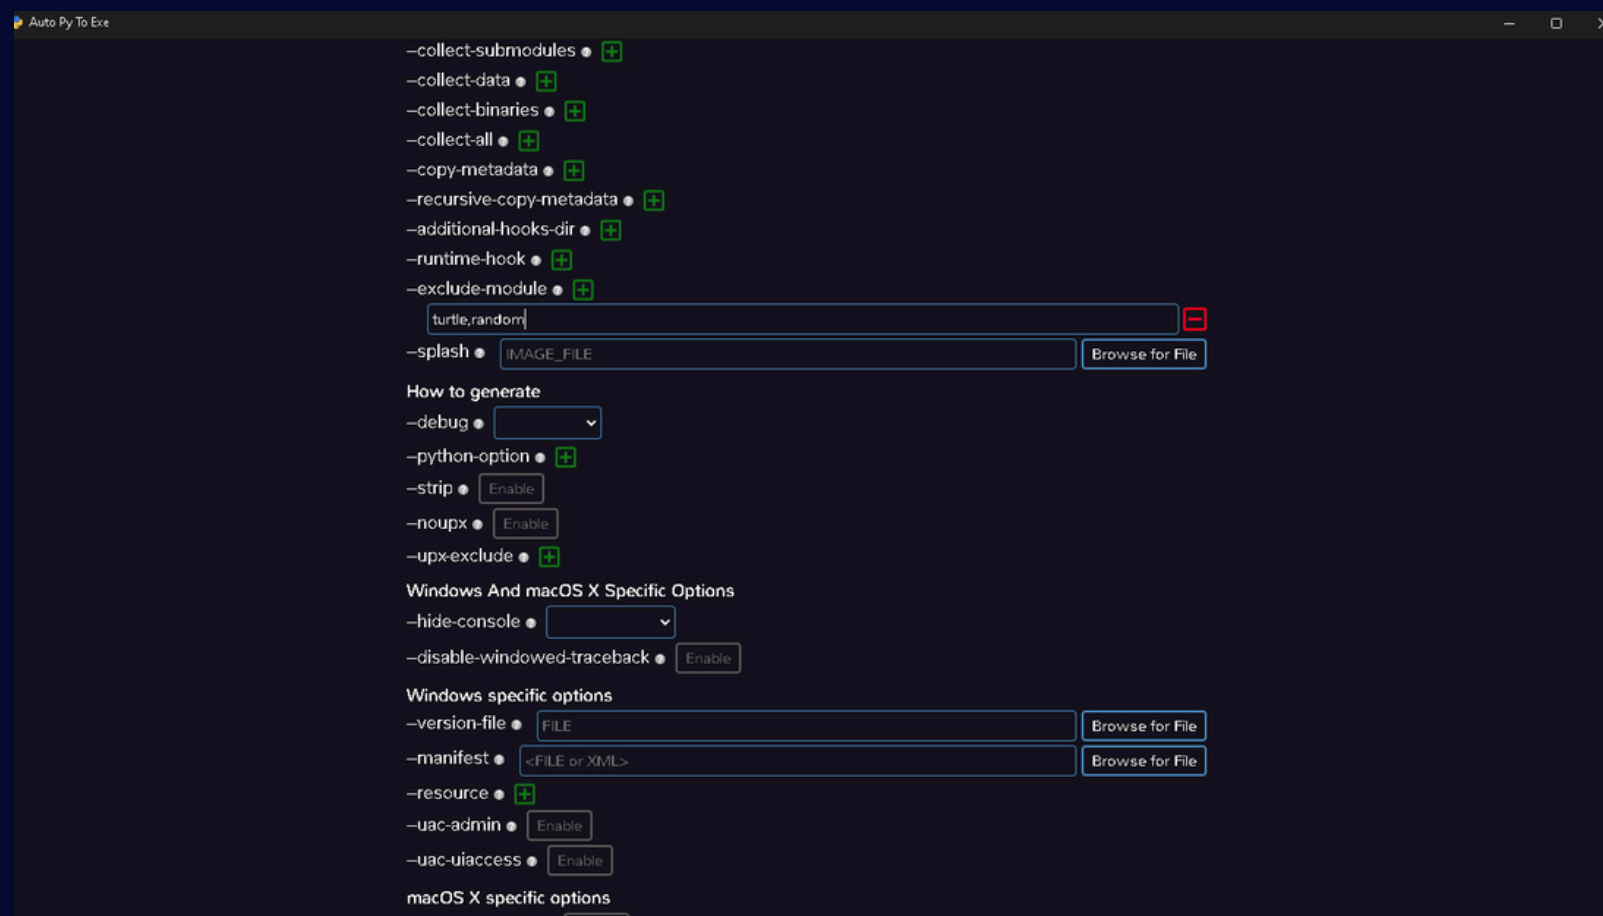 Auto Py To Exe
–collect-submodules
–collect-data
–collect-binaries
–collect-all
–copy-metadata
–recursive-copy-metadata
–additional-hooks-dir
–runtime-hook
–exclude-module
turtle,random
–splash IMAGE_FILE Browse for File
How to generate
–debug
–python-option
–strip Enable
–noupx Enable
–upx-exclude
Windows And macOS X Specific Options
–hide-console
–disable-windowed-traceback Enable
Windows specific options
–version-file FILE Browse for File
–manifest <FILE or XML> Browse for File
–resource
–uac-admin Enable
–uac-uiaccess Enable
macOS X specific options